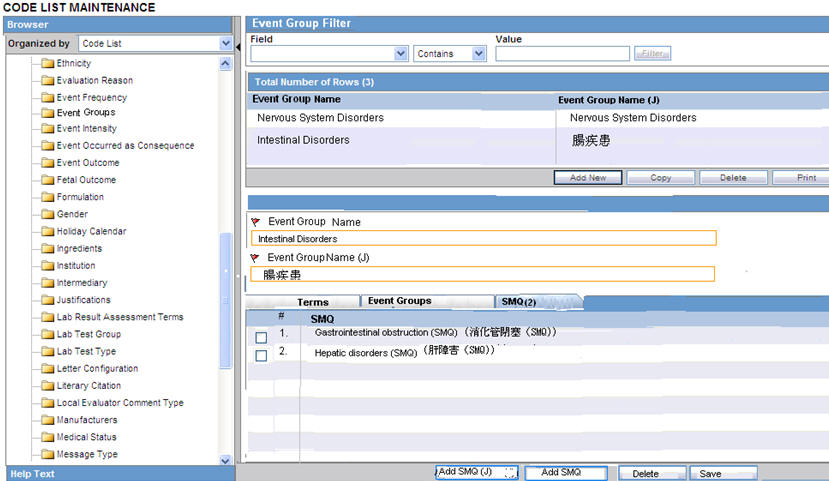 CODE LIST MAINTENANCE
Browser
Organized by Code List
Ethnicity
Evaluation Reason
Event Frequency
Event Groups
Event Intensity
Event Occurred as Consequence
Event Outcome
Fetal Outcome
Formulation
Gender
Holiday Calendar
Ingredients
Institution
Intermediary
Justifications
Lab Result Assessment Terms
Lab Test Group
Lab Test Type
Letter Configuration
Literary Citation
Local Evaluator Comment Type
Manufacturers
Medical Status
Message Type
Help Text
Event Group Filter
Field Value
Contains Filter
Total Number of Rows (3)
Event Group Name Event Group Name (J)
Nervous System Disorders Nervous System Disorders
Intestinal Disorders 腸疾患
Add New Copy Delete Print
Event Group Name
Intestinal Disorders
Event Group Name (J)
腸疾患
Terms Event Groups SMQ(2)
# SMQ
1. Gastrointestinal obstruction (SMQ) (消化管閉塞 (SMQ))
2. Hepatic disorders (SMQ) (肝障害 (SMQ))
Add SMQ (J) Add SMQ Delete Save